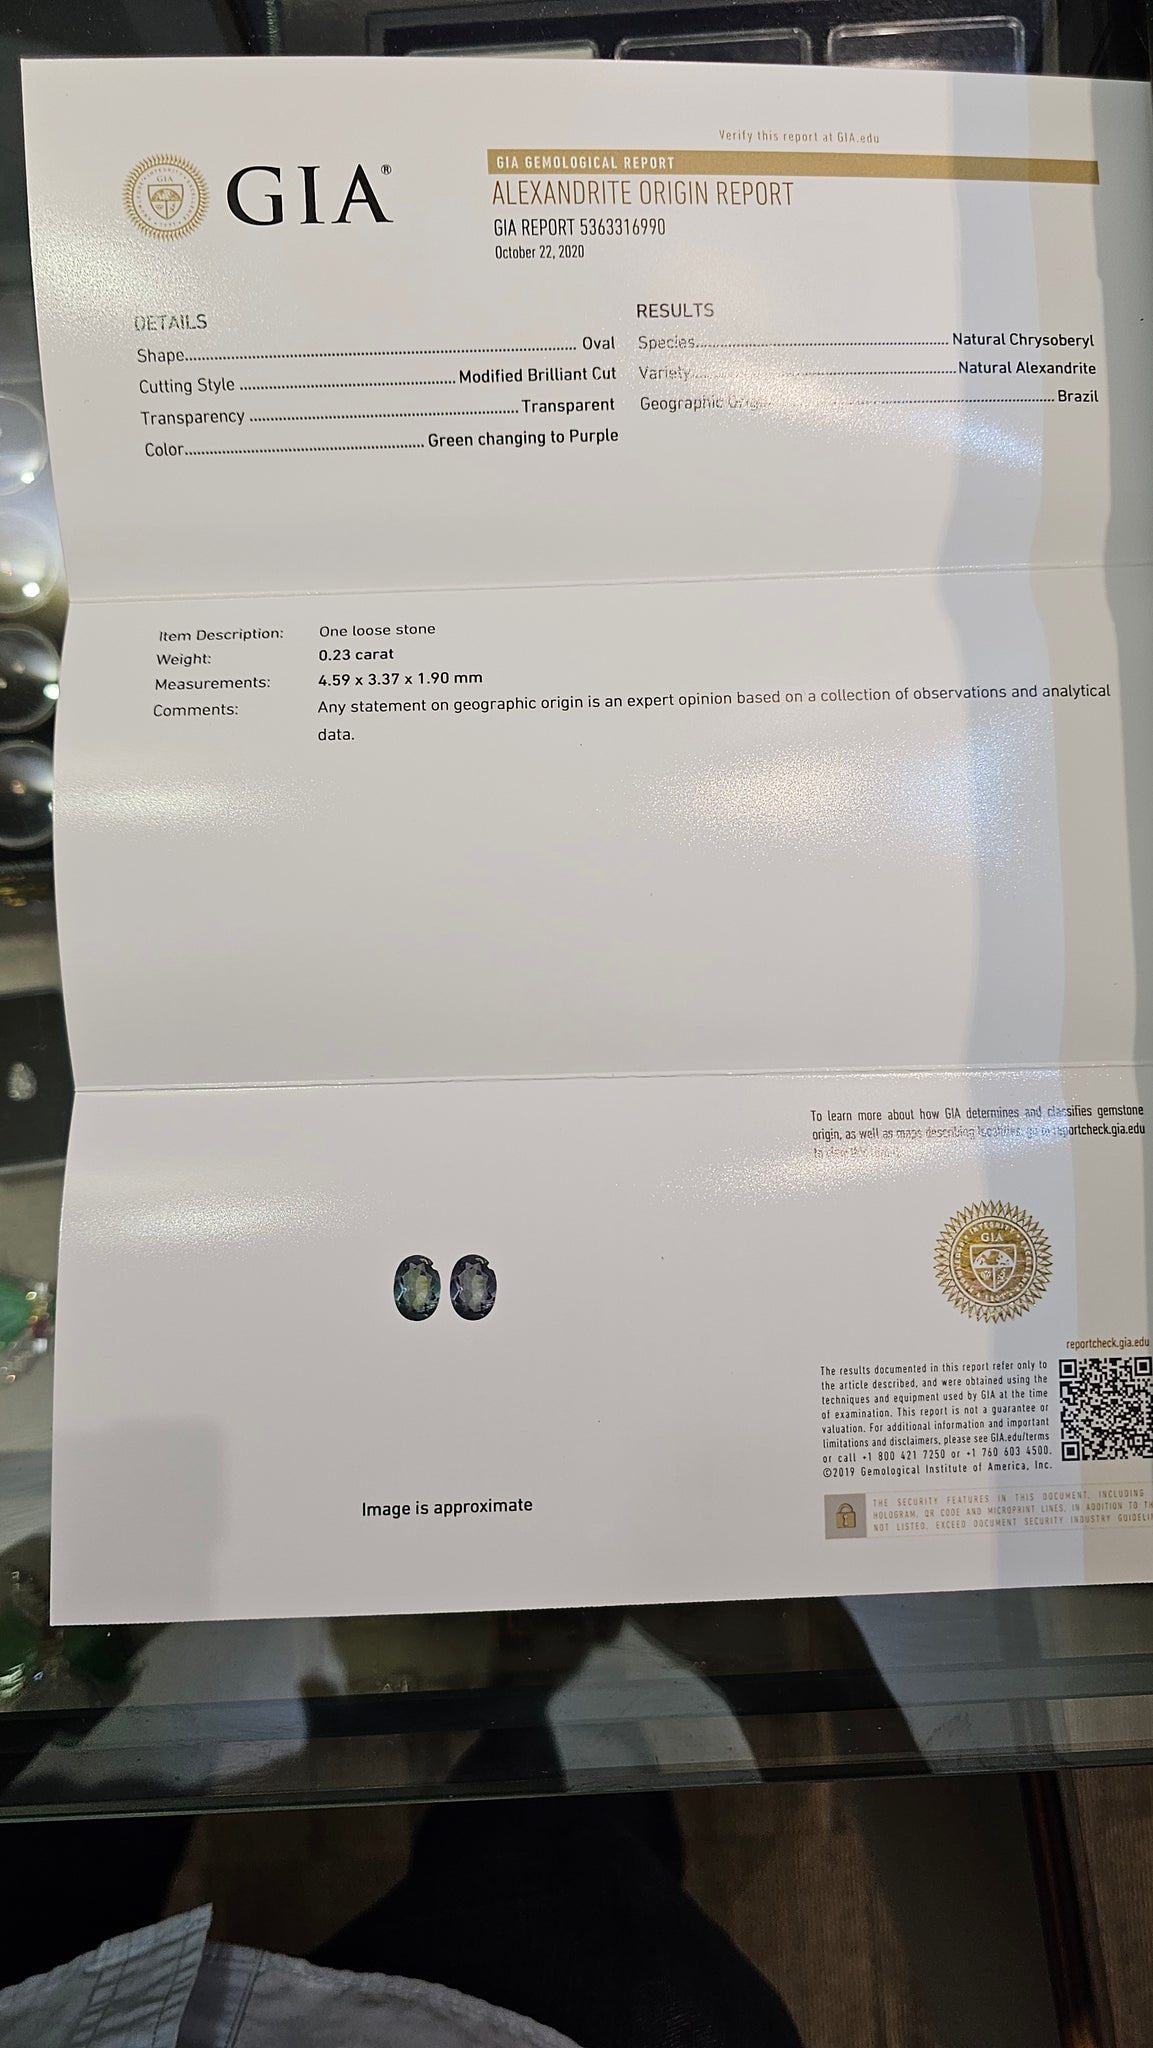 Verify this report at GIA.edu
GIA GEMOLOGICAL REPORT
GIA®
ALEXANDRITE ORIGIN REPORT
GIA REPORT 5363316990
October 22, 2020
DETAILS
Shape Oval
Cutting Style Modified Brilliant Cut
Transparency Transparent
Color Green changing to Purple
RESULTS
Species Natural Chrysoberyl
Variety Natural Alexandrite
Geographic Brazil
Item Description: One loose stone
Weight: 0.23 carat
Measurements: 4.59 x 3.37 x 1.90 mm
Comments: Any statement on geographic origin is an expert opinion based on a collection of observations and analytical
data.
To learn more about how GIA determines and classifies gemstone
origin, as well as maps describing localities, go to reportcheck.gia.edu
GIA
reportcheck.gia.edu
The results documented in this report refer only to
the article described, and were obtained using the
techniques and equipment used by GIA at the time
of examination. This report is not a guarantee or
valuation. For additional information and important
limitations and disclaimers, please see GIA.edu/terms
or call +1 800 421 7250 or +1 760 603 4500.
©2019 Gemological Institute of America, Inc.
THE SECURITY FEATURES IN THIS DOCUMENT, INCLUDING
HOLOGRAM, QR CODE AND MICROPRINT LINES, IN ADDITION TO
NOT LISTED, EXCEED DOCUMENT SECURITY INDUSTRY
Image is approximate